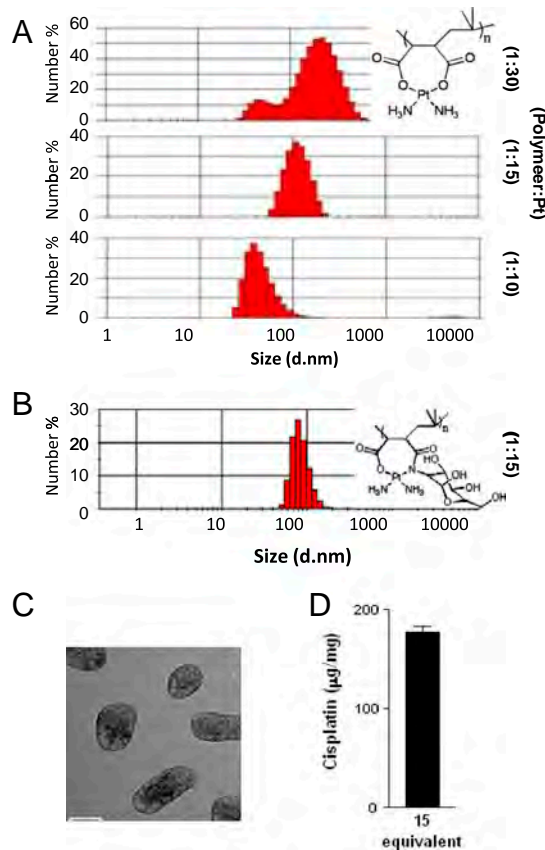 A
Number %
60
40
20
0
O
O
O
O
Pt
H₃N
NH₃
n
(1:30)
Number %
40
20
0
(1:15)
(Polymeer:Pt)
Number %
40
20
0
(1:10)
1 10 100 1000 10000
Size (d.nm)
B
Number %
30
20
10
0
O
O
O
N
Pt
H₃N
NH₃
n
HO
OH
HO
OH
O
OH
(1:15)
1 10 100 1000 10000
Size (d.nm)
C
D
Cisplatin (µg/mg)
200
100
0
15
equivalent